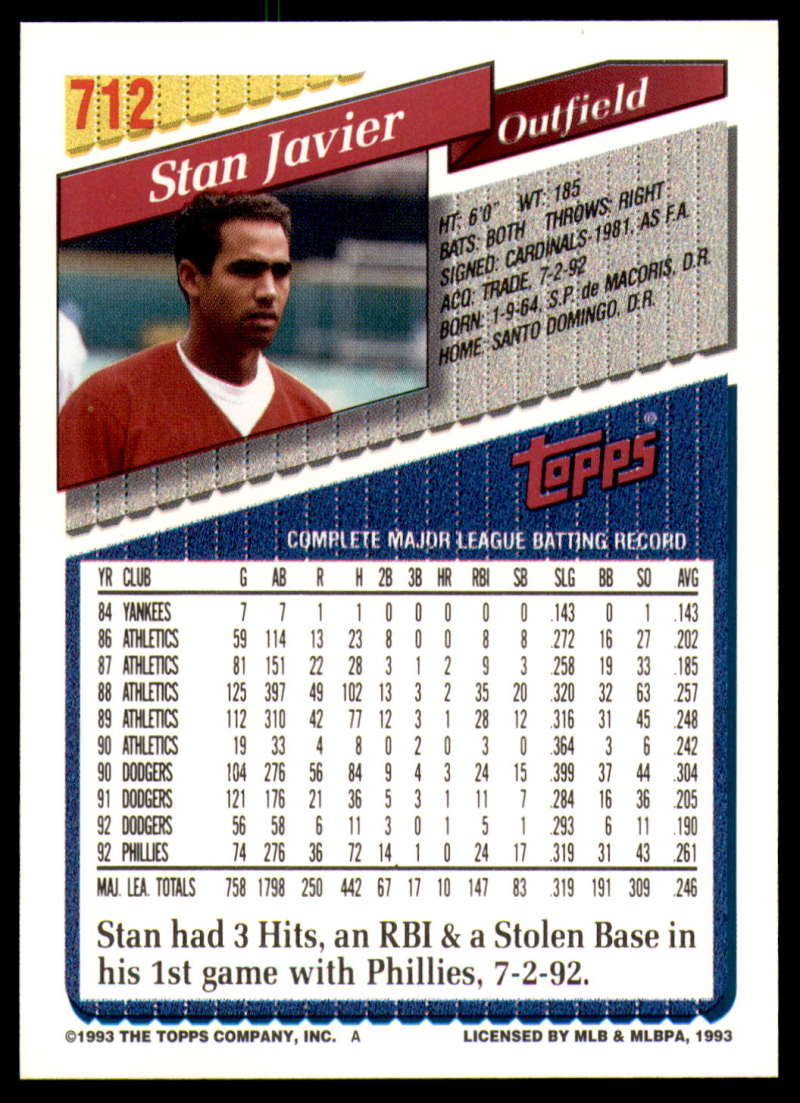 712
Stan Javier
Outfield
HT: 6'0" WT: 185
BATS: BOTH THROWS: RIGHT
SIGNED: CARDINALS-1981, AS F.A.
ACQ: TRADE, 7-2-92
BORN: 1-9-64, S.P. de MACORIS, D.R.
HOME: SANTO DOMINGO, D.R.
Topps®
COMPLETE MAJOR LEAGUE BATTING RECORD
YR CLUB G AB R H 2B 3B HR RBI SB SLG BB SO AVG
84 YANKEES 7 7 1 1 0 0 0 0 0 .143 0 1 .143
86 ATHLETICS 59 114 13 23 8 0 0 8 8 .272 16 27 .202
87 ATHLETICS 81 151 22 28 3 1 2 9 3 .258 19 33 .185
88 ATHLETICS 125 397 49 102 13 3 2 35 20 .320 32 63 .257
89 ATHLETICS 112 310 42 77 12 3 1 28 12 .316 31 45 .248
90 ATHLETICS 19 33 4 8 0 2 0 3 0 .364 3 6 .242
90 DODGERS 104 276 56 84 9 4 3 24 15 .399 37 44 .304
91 DODGERS 121 176 21 36 5 3 1 11 7 .284 16 36 .205
92 DODGERS 56 58 6 11 3 0 1 5 1 .293 6 11 .190
92 PHILLIES 74 276 36 72 14 1 0 24 17 .319 31 43 .261
MAJ. LEA. TOTALS 758 1798 250 442 67 17 10 147 83 .319 191 309 .246
Stan had 3 Hits, an RBI & a Stolen Base in
his 1st game with Phillies, 7-2-92.
©1993 THE TOPPS COMPANY, INC. A LICENSED BY MLB & MLBPA, 1993